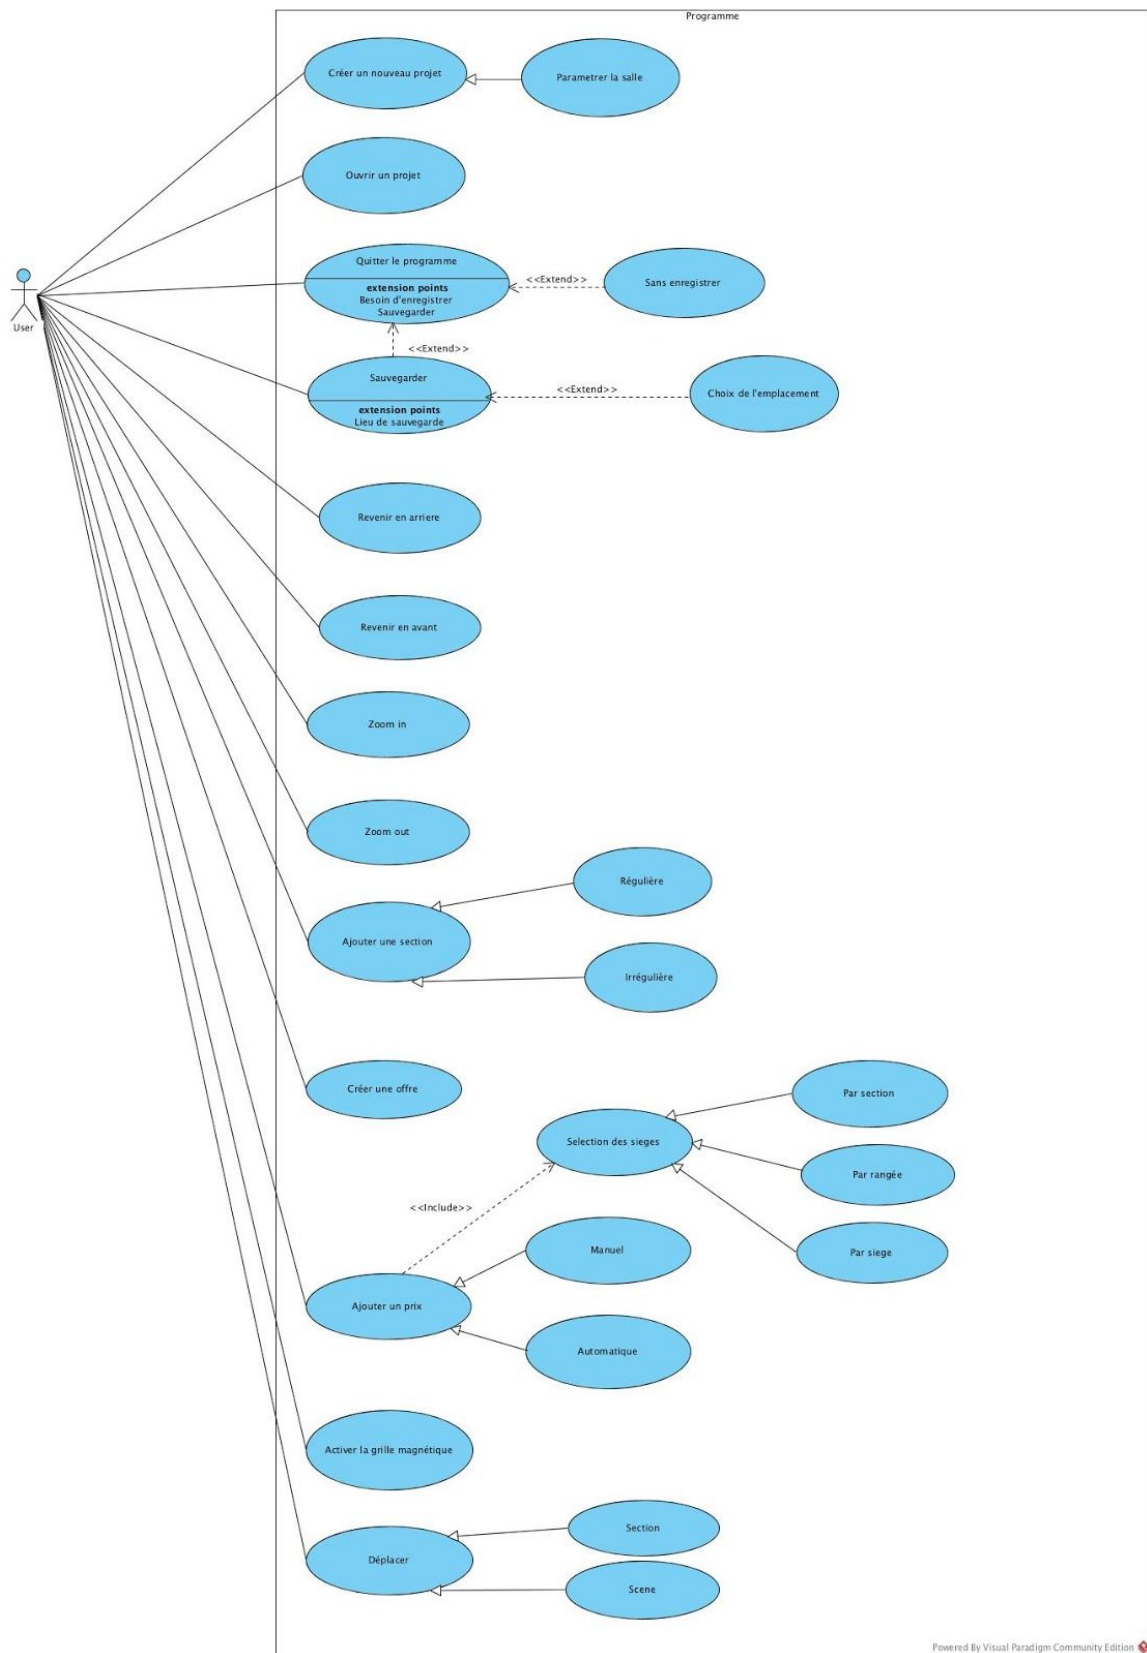 Programme
Créer un nouveau projet
Parametrer la salle
Ouvrir un projet
User
Quitter le programme
extension points
Besoin d'enregistrer
Sauvegarder
<<Extend>>
Sans enregistrer
<<Extend>>
Sauvegarder
extension points
Lieu de sauvegarde
<<Extend>>
Choix de l'emplacement
Revenir en arriere
Revenir en avant
Zoom in
Zoom out
Ajouter une section
Régulière
Irrégulière
Créer une offre
Selection des sieges
Par section
Par rangée
Par siege
<<Include>>
Manuel
Ajouter un prix
Automatique
Activer la grille magnétique
Déplacer
Section
Scene
Powered By Visual Paradigm Community Edition